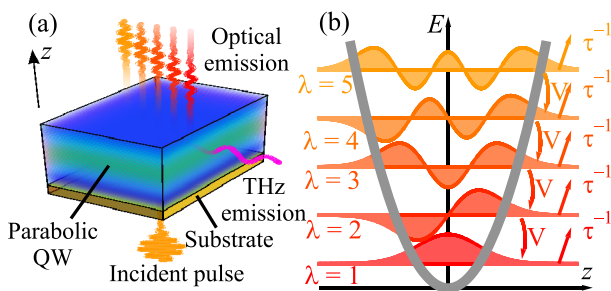 (a)
z
Optical
emission
THz
emission
Parabolic
QW
Substrate
Incident pulse
(b)
E
τ⁻¹
τ⁻¹
τ⁻¹
τ⁻¹
τ⁻¹
V
V
V
V
λ = 5
λ = 4
λ = 3
λ = 2
λ = 1
z